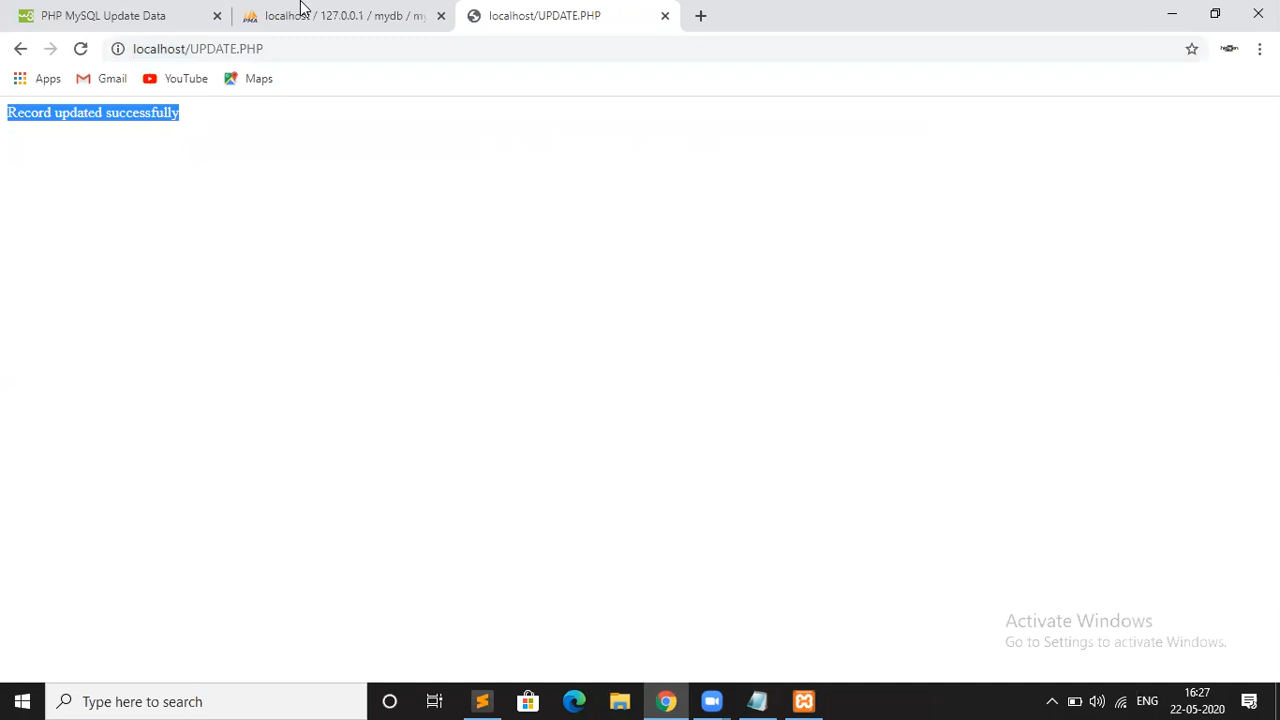 PHP MySQL Update Data
localhost / 127.0.0.1 / mydb / my
localhost/UPDATE.PHP
localhost/UPDATE.PHP
Apps
Gmail
YouTube
Maps
Record updated successfully
Activate Windows
Go to Settings to activate Windows.
Type here to search
ENG
16:27
22-05-2020